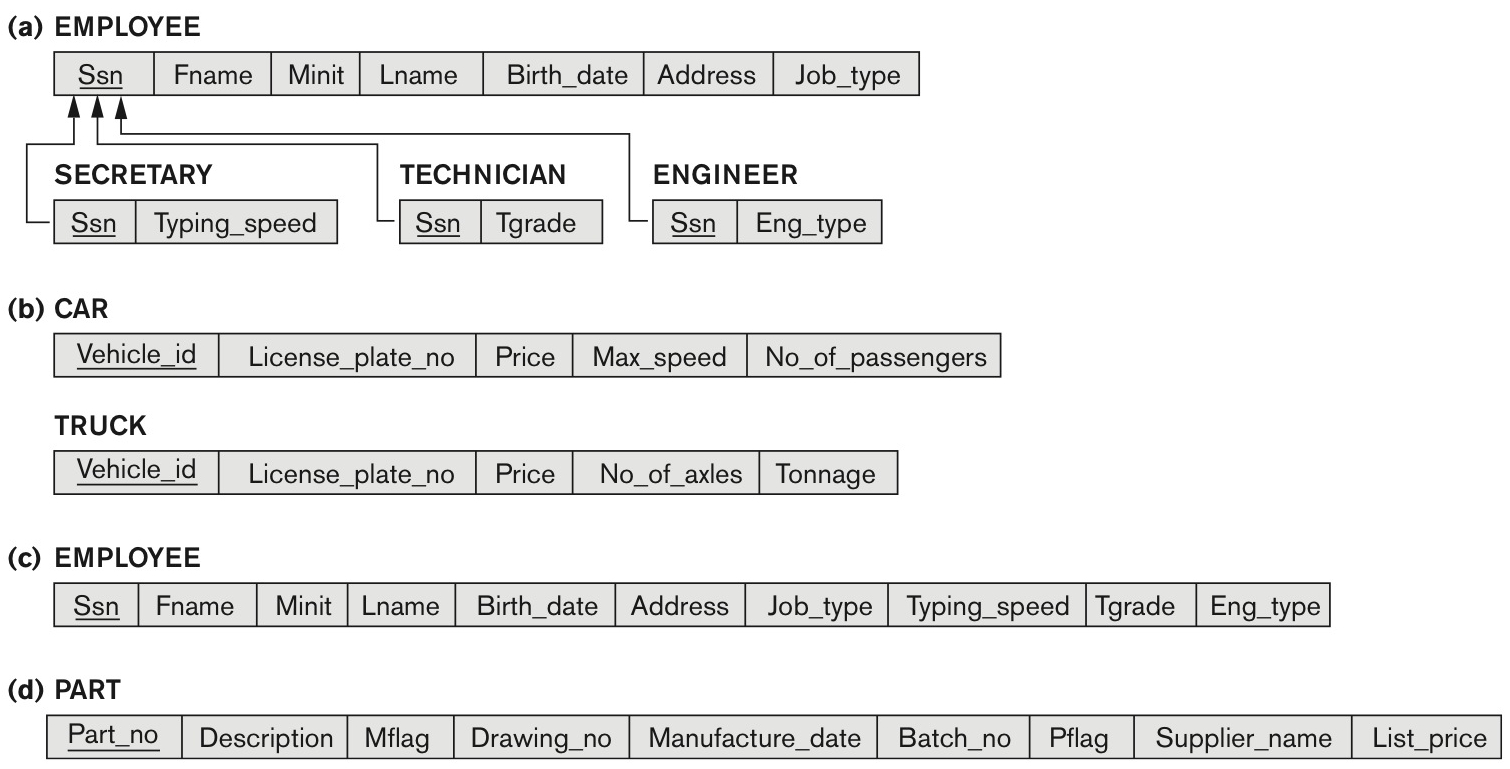 (a) EMPLOYEE
Ssn Fname Minit Lname Birth_date Address Job_type
SECRETARY TECHNICIAN ENGINEER
Ssn Typing_speed Ssn Tgrade Ssn Eng_type
(b) CAR
Vehicle_id License_plate_no Price Max_speed No_of_passengers
TRUCK
Vehicle_id License_plate_no Price No_of_axles Tonnage
(c) EMPLOYEE
Ssn Fname Minit Lname Birth_date Address Job_type Typing_speed Tgrade Eng_type
(d) PART
Part_no Description Mflag Drawing_no Manufacture_date Batch_no Pflag Supplier_name List_price